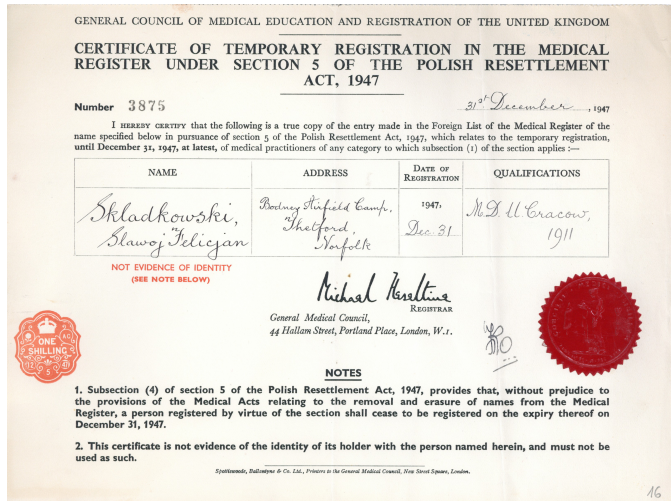 GENERAL COUNCIL OF MEDICAL EDUCATION AND REGISTRATION OF THE UNITED KINGDOM
CERTIFICATE OF TEMPORARY REGISTRATION IN THE MEDICAL
REGISTER UNDER SECTION 5 OF THE POLISH RESETTLEMENT
ACT, 1947
Number 3875 31st December, 1947
I HEREBY CERTIFY that the following is a true copy of the entry made in the Foreign List of the Medical Register of the
name specified below in pursuance of section 5 of the Polish Resettlement Act, 1947, which relates to the temporary registration,
until December 31, 1947, at latest, of medical practitioners of any category to which subsection (1) of the section applies :—
NAME ADDRESS DATE OF REGISTRATION QUALIFICATIONS
Skladkowski, Bodney Airfield Camp, 1947, M.D. U. Cracow,
Slawoj Felicjan Thetford, Dec 31 1911
Norfolk
NOT EVIDENCE OF IDENTITY
(SEE NOTE BELOW)
Michael Heseltine
REGISTRAR
General Medical Council,
44 Hallam Street, Portland Place, London, W.1.
ONE
SHILLING
NOTES
1. Subsection (4) of section 5 of the Polish Resettlement Act, 1947, provides that, without prejudice to
the provisions of the Medical Acts relating to the removal and erasure of names from the Medical
Register, a person registered by virtue of the section shall cease to be registered on the expiry thereof on
December 31, 1947.
2. This certificate is not evidence of the identity of its holder with the person named herein, and must not be
used as such.
Spottiswoode, Ballantyne & Co. Ltd., Printers to the General Medical Council, New Street Square, London.
16